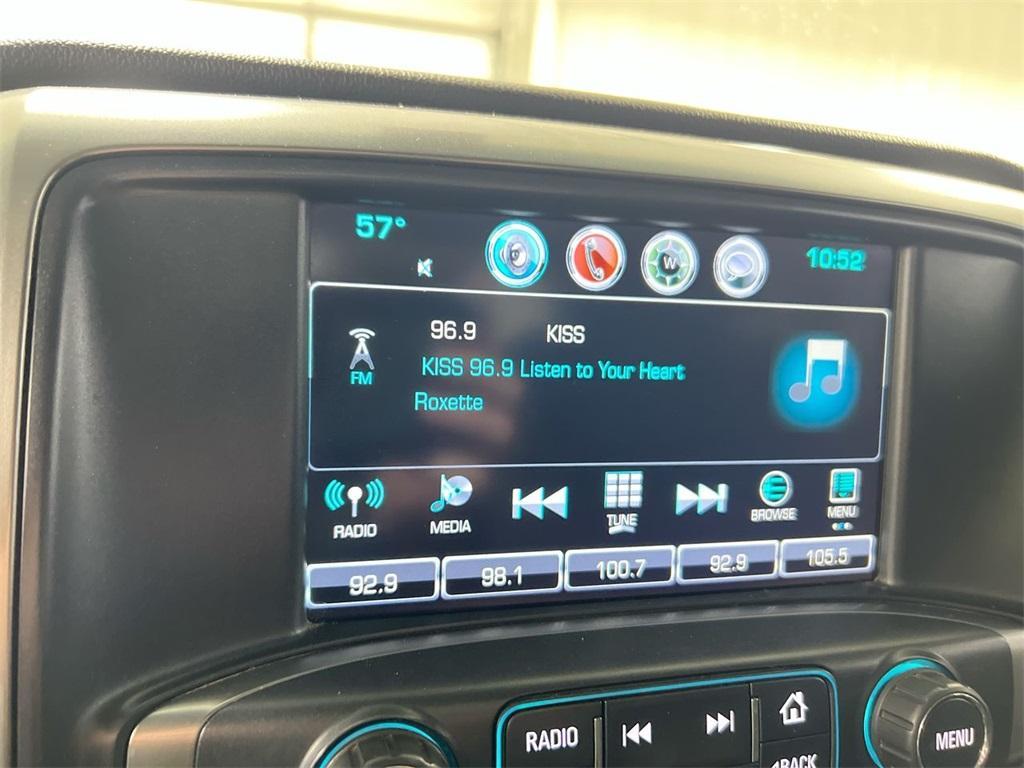 57°
10:52
W
96.9 KISS
KISS 96.9 Listen to Your Heart
FM
Roxette
RADIO MEDIA TUNE BROWSE MENU
92.9 98.1 100.7 92.9 105.5
RADIO MENU
BACK